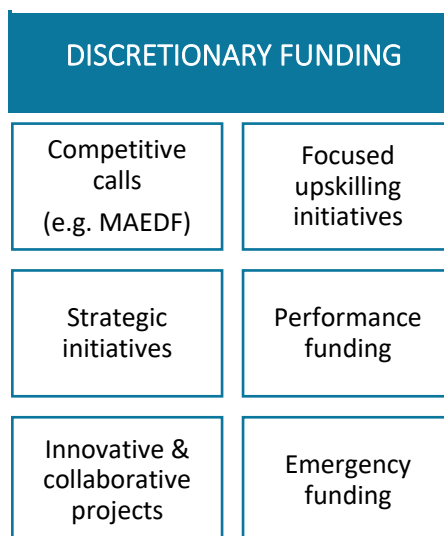 DISCRETIONARY FUNDING
Competitive
calls
(e.g. MAEDF)
Focused
upskilling
initiatives
Strategic
initiatives
Performance
funding
Innovative &
collaborative
projects
Emergency
funding